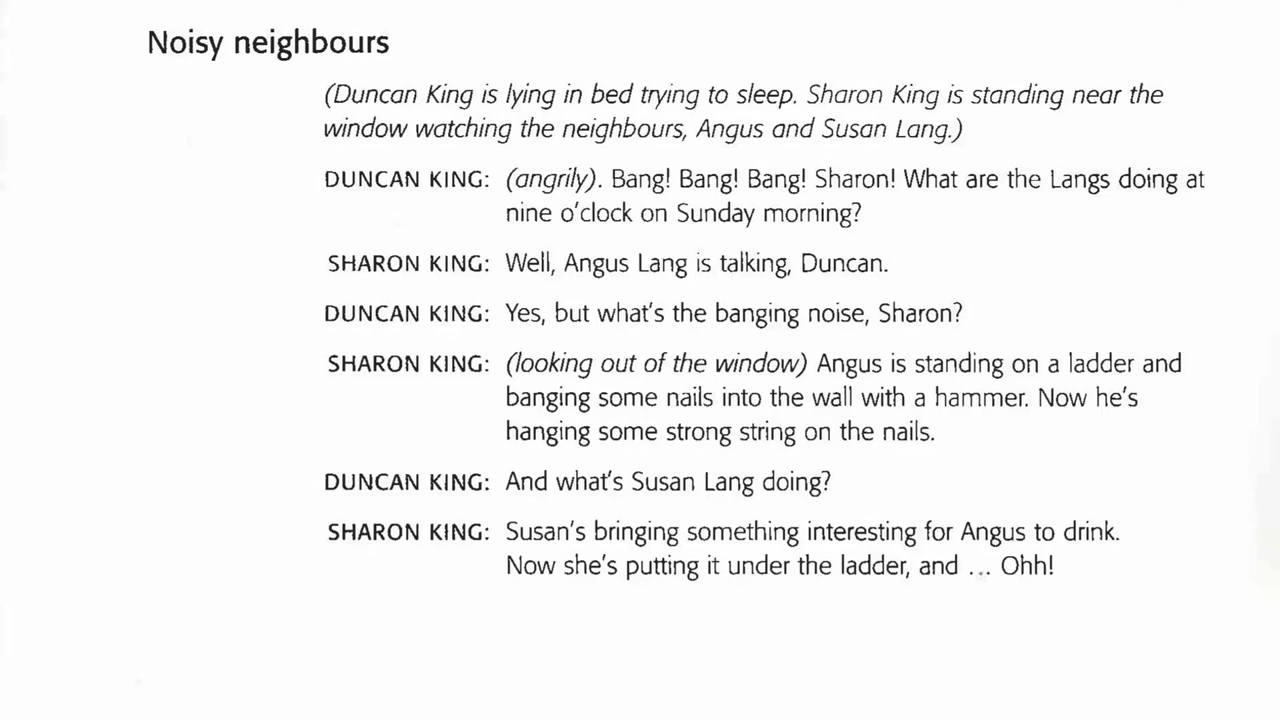 Noisy neighbours
(Duncan King is lying in bed trying to sleep. Sharon King is standing near the
window watching the neighbours, Angus and Susan Lang.)
DUNCAN KING: (angrily). Bang! Bang! Bang! Sharon! What are the Langs doing at
nine o'clock on Sunday morning?
SHARON KING: Well, Angus Lang is talking, Duncan.
DUNCAN KING: Yes, but what's the banging noise, Sharon?
SHARON KING: (looking out of the window) Angus is standing on a ladder and
banging some nails into the wall with a hammer. Now he's
hanging some strong string on the nails.
DUNCAN KING: And what's Susan Lang doing?
SHARON KING: Susan's bringing something interesting for Angus to drink.
Now she's putting it under the ladder, and ... Ohh!